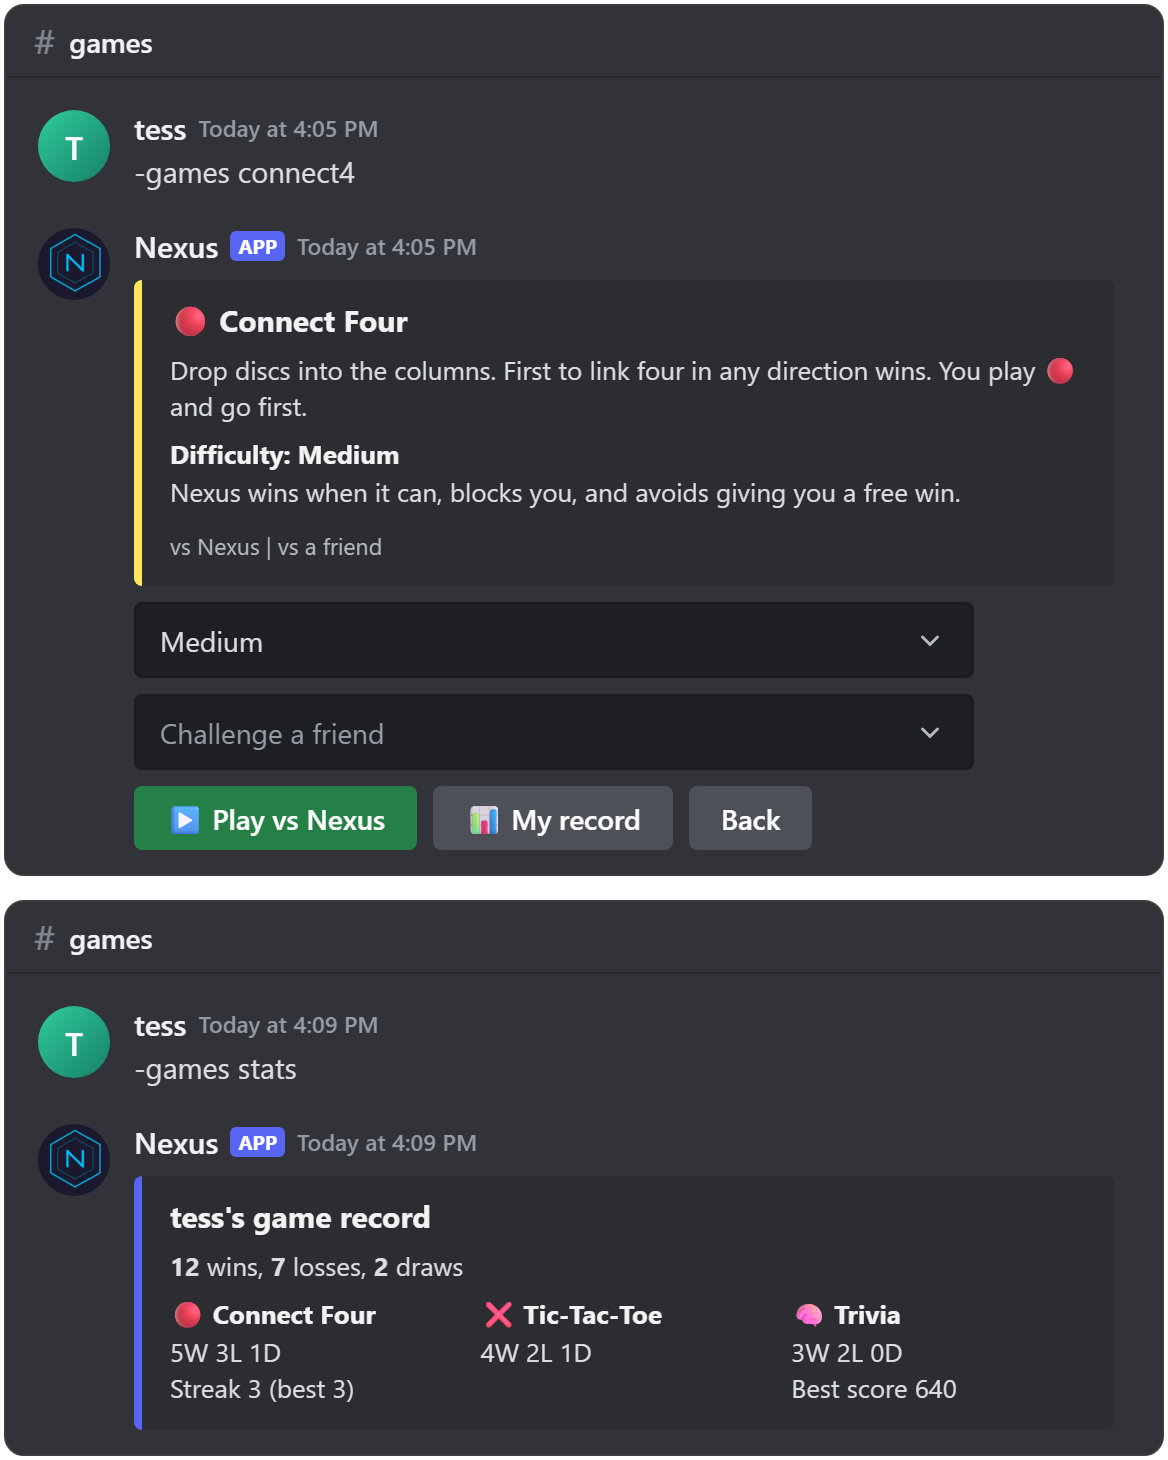 # games
T
tess Today at 4:05 PM
-games connect4
N
Nexus APP Today at 4:05 PM
Connect Four
Drop discs into the columns. First to link four in any direction wins. You play
and go first.
Difficulty: Medium
Nexus wins when it can, blocks you, and avoids giving you a free win.
vs Nexus | vs a friend
Medium
Challenge a friend
Play vs Nexus My record Back
# games
T
tess Today at 4:09 PM
-games stats
N
Nexus APP Today at 4:09 PM
tess's game record
12 wins, 7 losses, 2 draws
Connect Four Tic-Tac-Toe Trivia
5W 3L 1D 4W 2L 1D 3W 2L 0D
Streak 3 (best 3) Best score 640